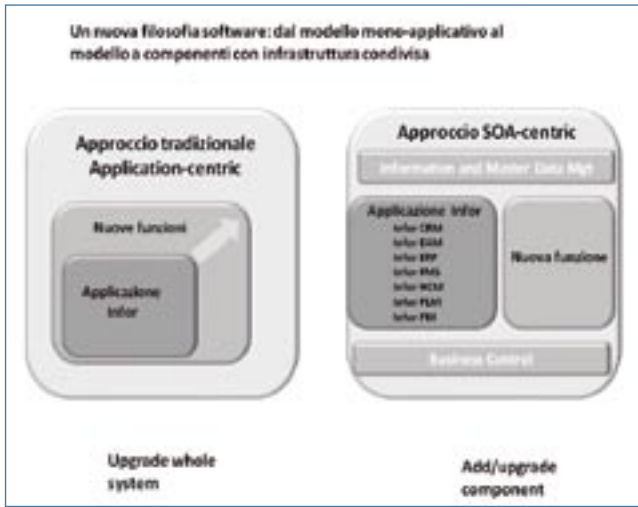 Un nuova filosofia software: dal modello mono-applicativo al
modello a componenti con infrastruttura condivisa
Approccio tradizionale
Application-centric
Nuove funzioni
Applicazione
Infor
Upgrade whole
system
Approccio SOA-centric
Information and Master Data Mgt
Applicazione Infor
Infor CRM
Infor EAM
Infor ERP
Infor
Infor HCM
Infor PLM
Infor PM
Nuova funzione
Business Control
Add/upgrade
component